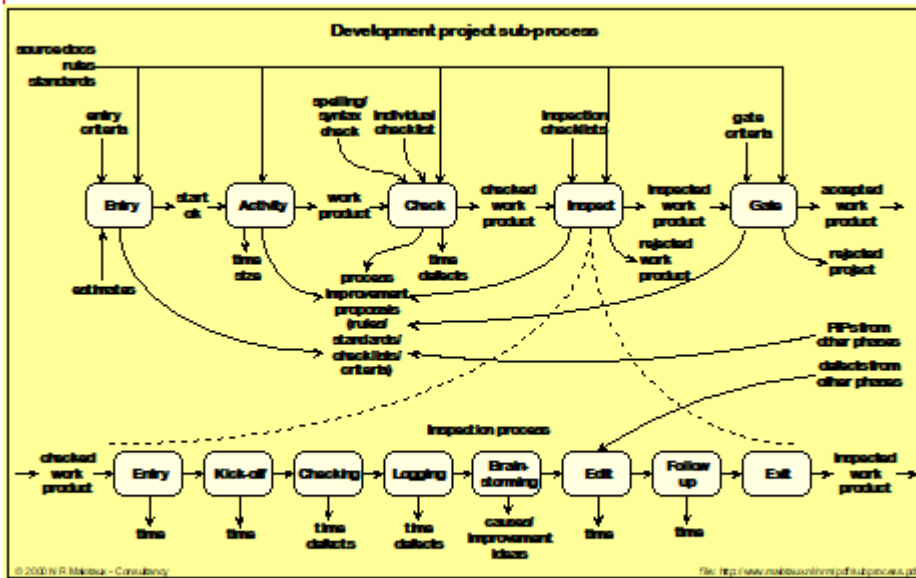 Development project sub-process
source docs
rules
standards
entry
criteria
spelling/
syntax
check
individual
checklist
inspection
checklists
gate
criteria
Entry
start
ok
Activity
work
product
Check
checked
work
product
Inspect
inspected
work
product
Gate
accepted
work
product
estimates
time
size
process
improvement
proposals
(rules/
standards/
checklists/
criteria)
time
defects
rejected
work
product
rejected
project
PIPs from
other phases
defects from
other phases
Inspection process
checked
work
product
Entry
Kick-off
Checking
Logging
Brain-
storming
Edit
Follow
up
Exit
inspected
work
product
time
time
time
defects
time
defects
causes/
improvement
ideas
time
time
© 2000 N R Malotaux - Consultancy